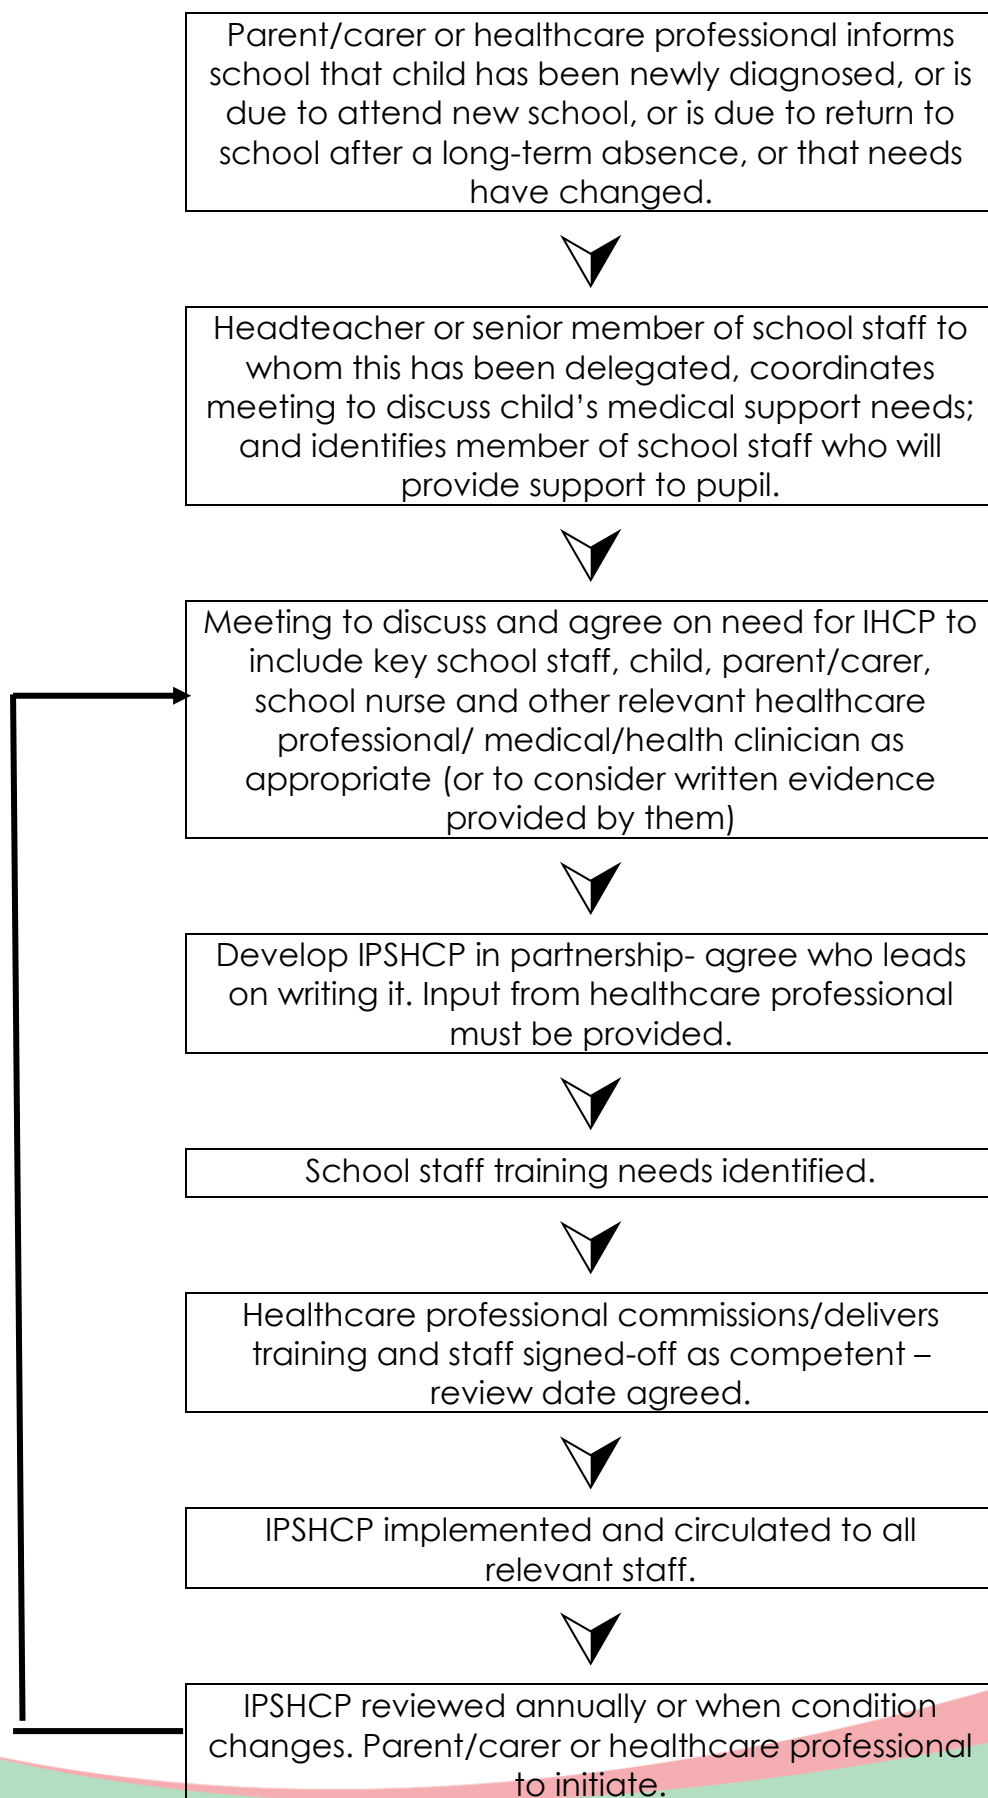 Parent/carer or healthcare professional informs
school that child has been newly diagnosed, or is
due to attend new school, or is due to return to
school after a long-term absence, or that needs
have changed.
Headteacher or senior member of school staff to
whom this has been delegated, coordinates
meeting to discuss child’s medical support needs;
and identifies member of school staff who will
provide support to pupil.
Meeting to discuss and agree on need for IHCP to
include key school staff, child, parent/carer,
school nurse and other relevant healthcare
professional/ medical/health clinician as
appropriate (or to consider written evidence
provided by them)
Develop IPSHCP in partnership- agree who leads
on writing it. Input from healthcare professional
must be provided.
School staff training needs identified.
Healthcare professional commissions/delivers
training and staff signed-off as competent –
review date agreed.
IPSHCP implemented and circulated to all
relevant staff.
IPSHCP reviewed annually or when condition
changes. Parent/carer or healthcare professional
to initiate.